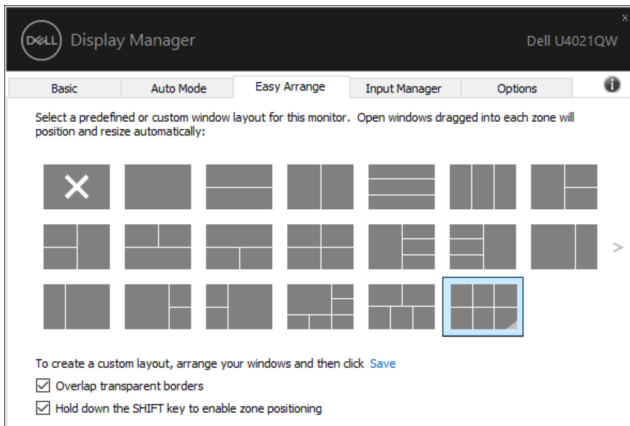 x
DELL Display Manager
Dell U4021QW
Basic Auto Mode Easy Arrange Input Manager Options i
Select a predefined or custom window layout for this monitor. Open windows dragged into each zone will
position and resize automatically:
>
To create a custom layout, arrange your windows and then click Save
Overlap transparent borders
Hold down the SHIFT key to enable zone positioning